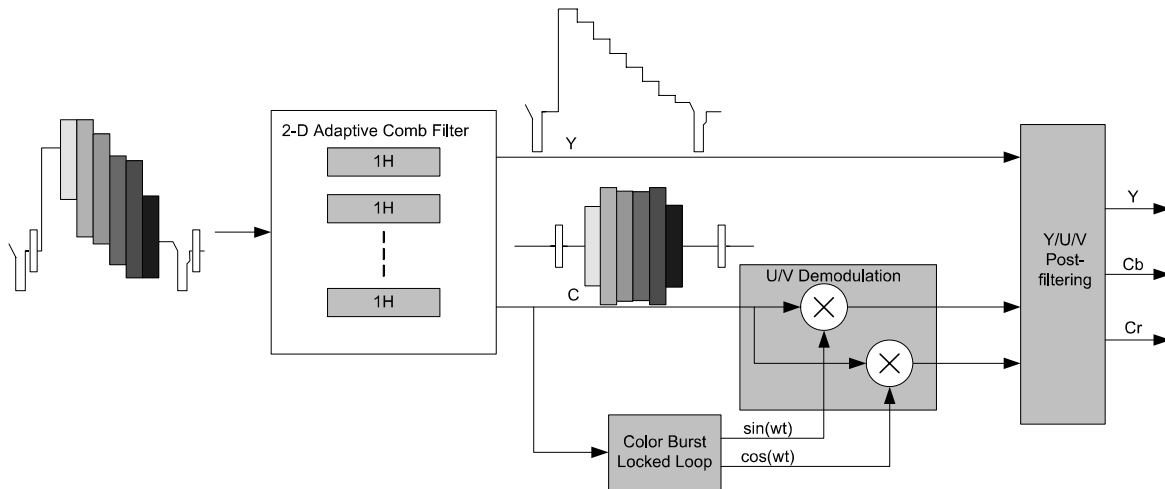 2-D Adaptive Comb Filter
1H
1H
1H
Y
C
U/V Demodulation
Color Burst
Locked Loop
sin(wt)
cos(wt)
Y/U/V
Post-
filtering
Y
Cb
Cr